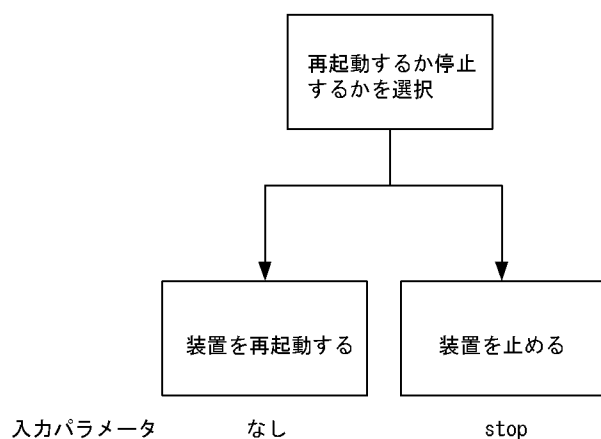 再起動するか停止
するかを選択
装置を再起動する
装置を止める
入力パラメータ
なし
stop